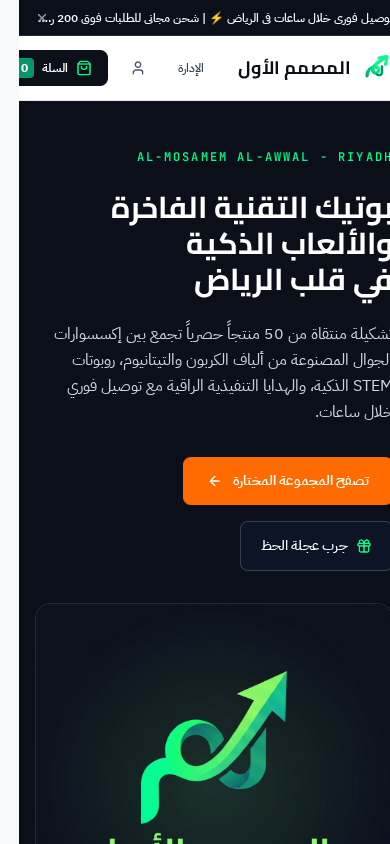 توصيل فوري خلال ساعات في الرياض ⚡ | شحن مجاني للطلبات فوق 200 ر.
المصمم الأول
الإدارة
السلة
0
AL-MOSAMEM AL-AWWAL - RIYADH
بوتيك التقنية الفاخرة
والألعاب الذكية
في قلب الرياض
تشكيلة منتقاة من 50 منتجاً حصرياً تجمع بين إكسسوارات
الجوال المصنوعة من ألياف الكربون والتيتانيوم، روبوتات
STEM الذكية، والهدايا التنفيذية الراقية مع توصيل فوري
خلال ساعات.
تصفح المجموعة المختارة
جرب عجلة الحظ